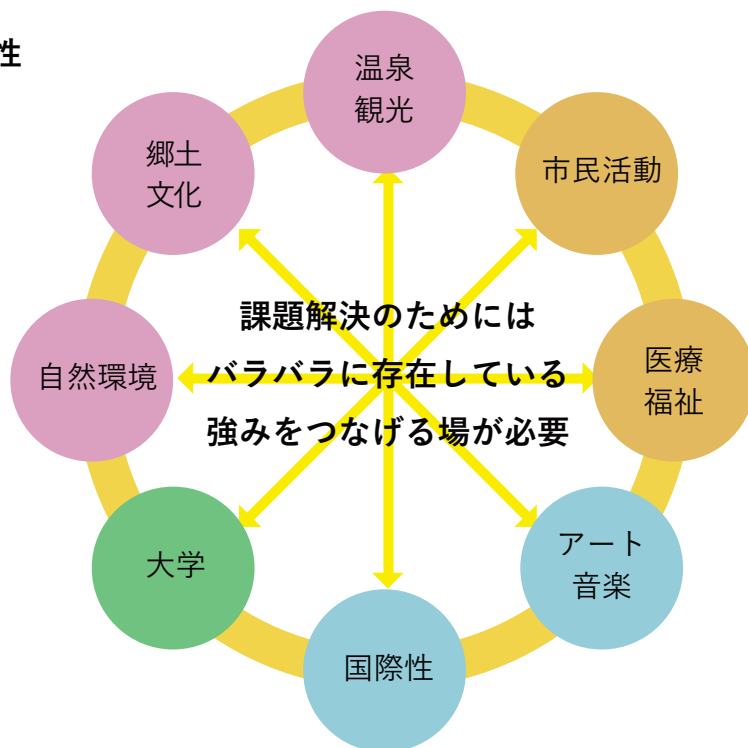 性
温泉
観光
市民活動
医療
福祉
アート
音楽
国際性
大学
自然環境
郷土
文化
課題解決のためには
バラバラに存在している
強みをつなげる場が必要